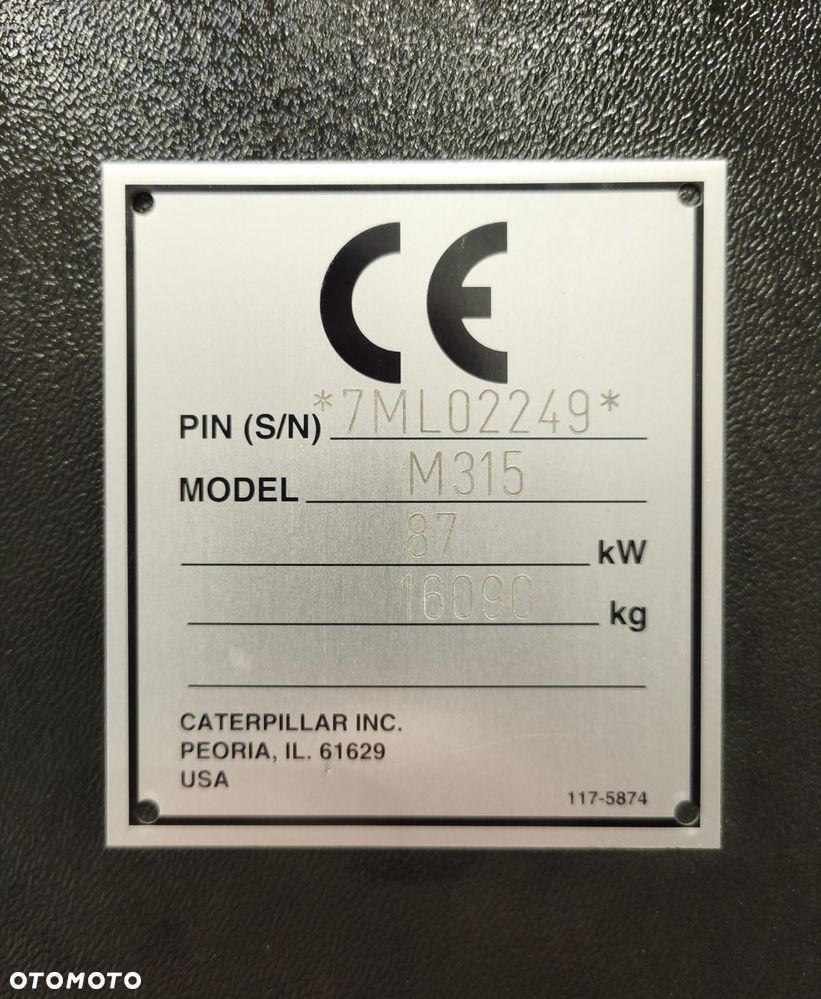 CE
PIN (S/N) *7ML02249*
MODEL M315
87 kW
16090 kg
CATERPILLAR INC.
PEORIA, IL. 61629
USA
117-5874
OTOMOTO